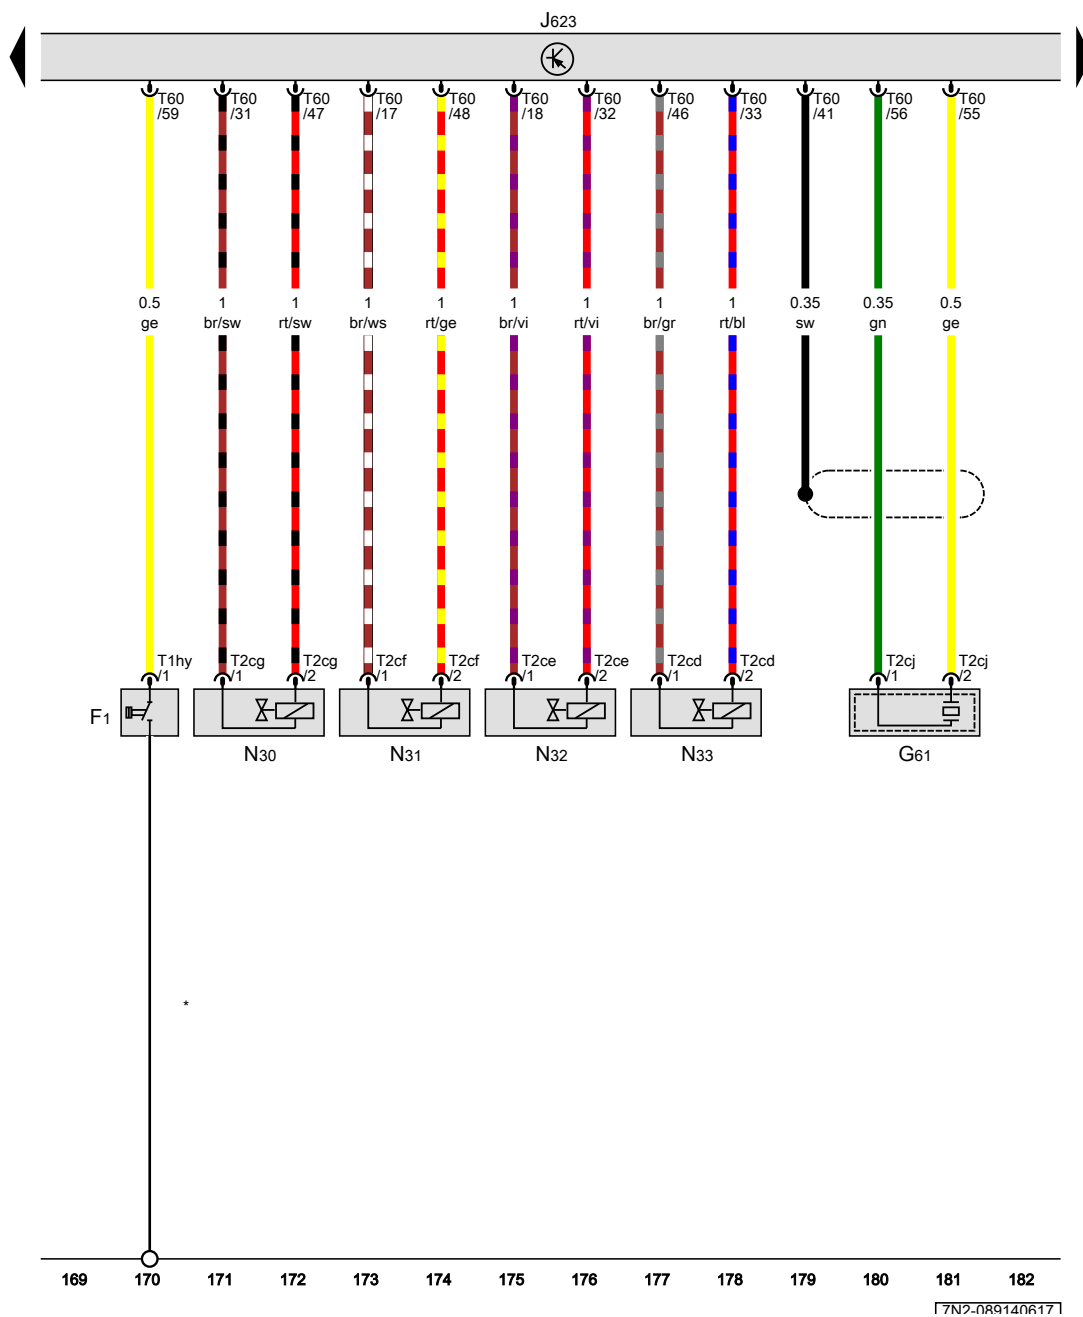 J623
T60 T60 T60 T60 T60 T60 T60 T60 T60 T60 T60 T60
/59 /31 /47 /17 /48 /18 /32 /46 /33 /41 /56 /55
0.5 1 1 1 1 1 1 1 1 0.35 0.35 0.5
ge br/sw rt/sw br/ws rt/ge br/vi rt/vi br/gr rt/bl sw gn ge
T1hy T2cg T2cg T2cf T2cf T2ce T2ce T2cd T2cd T2cj T2cj
/1 /1 /2 /1 /2 /1 /2 /1 /2 /1 /2
F1
N30 N31 N32 N33 G61
*
169 170 171 172 173 174 175 176 177 178 179 180 181 182
7N2-089140617